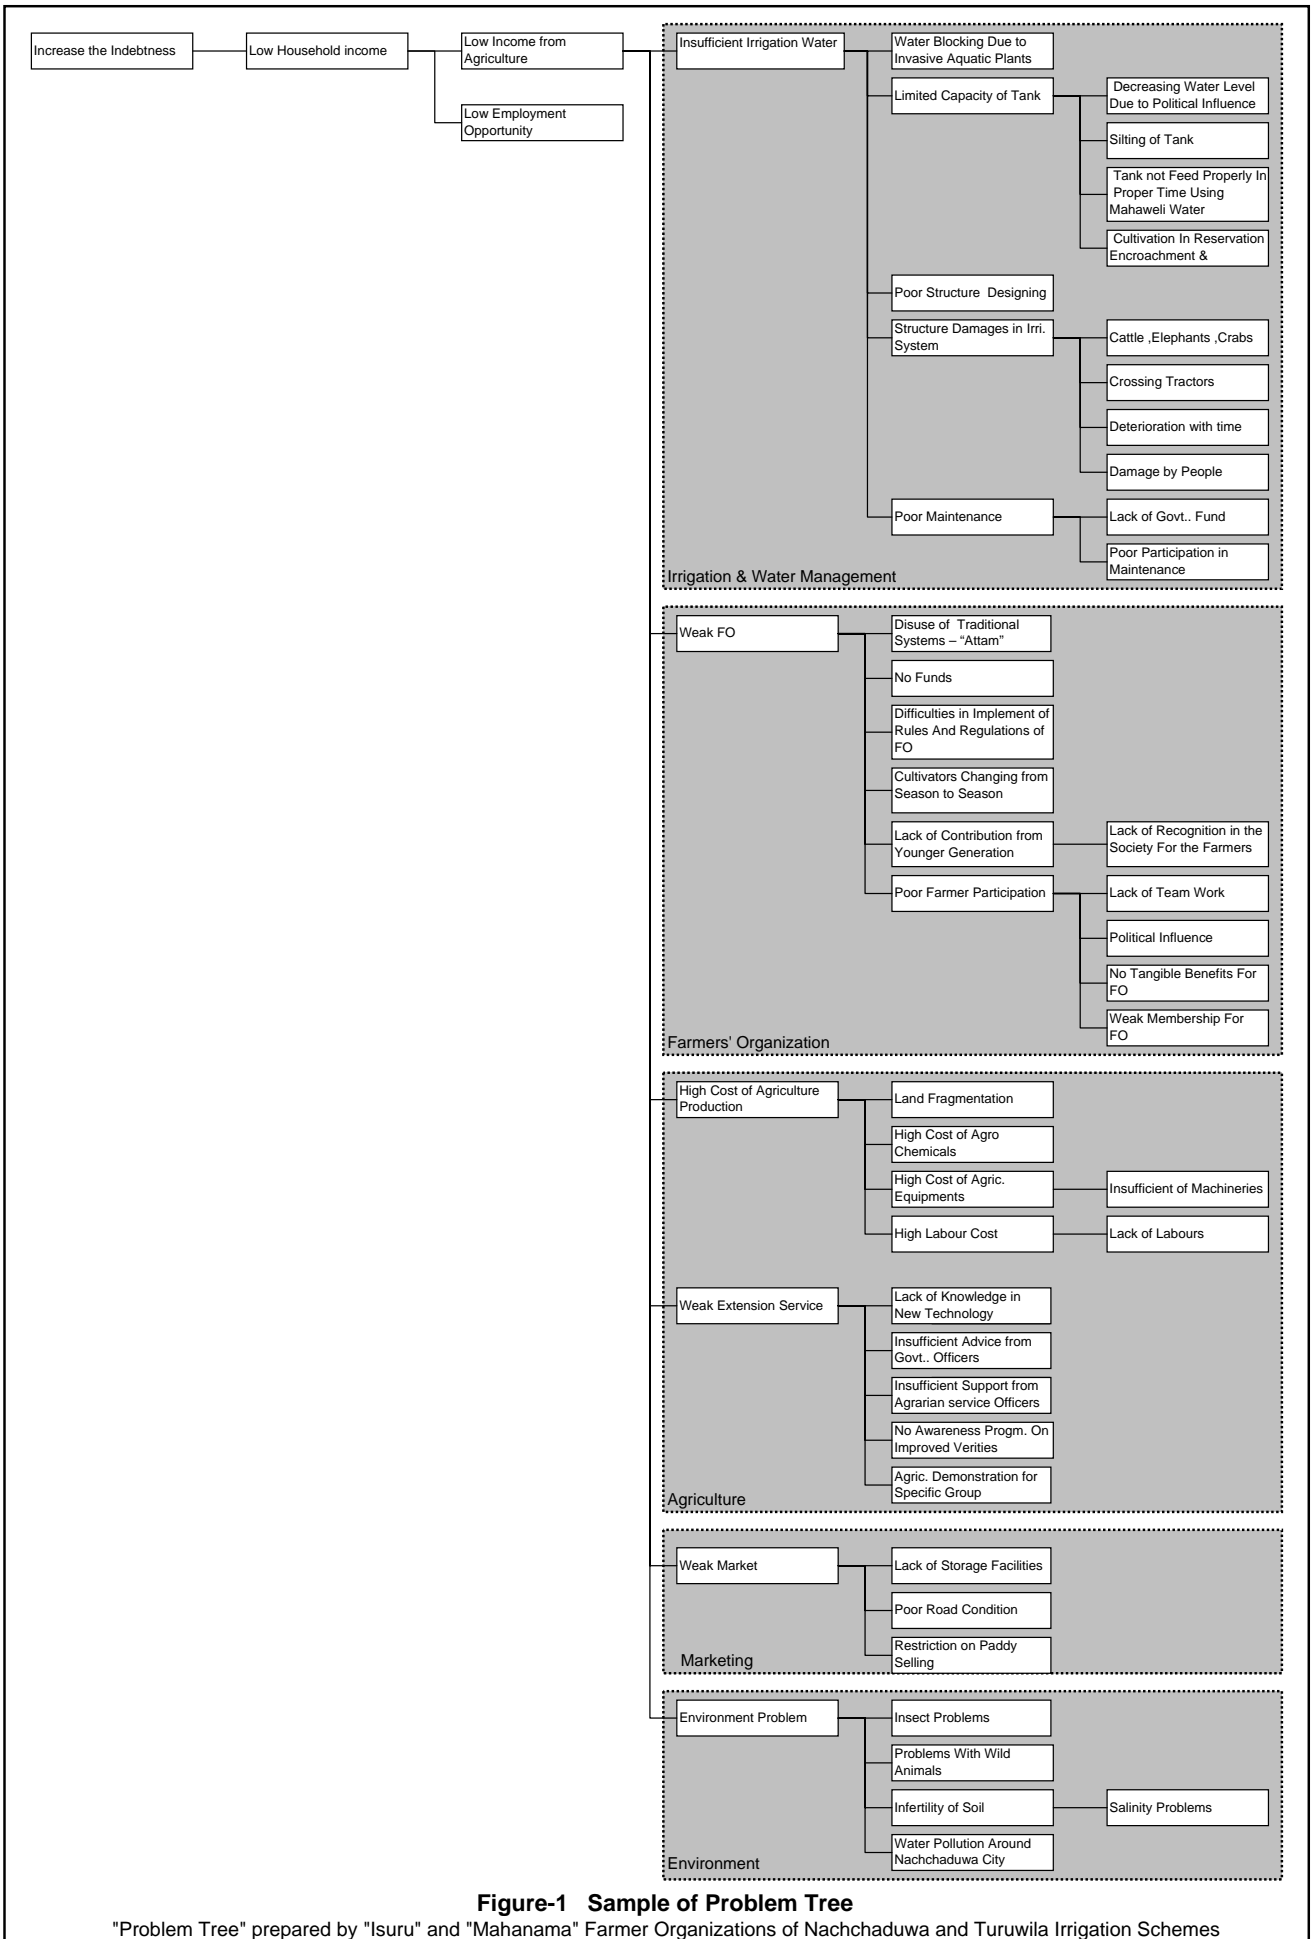 Increase the Indebtness
Low Household income
Low Income from
Agriculture
Low Employment
Opportunity
Insufficient Irrigation Water
Water Blocking Due to
Invasive Aquatic Plants
Limited Capacity of Tank
Decreasing Water Level
Due to Political Influence
Silting of Tank
Tank not Feed Properly In
Proper Time Using
Mahaweli Water
Cultivation In Reservation
Encroachment &
Poor Structure Designing
Structure Damages in Irri.
System
Cattle ,Elephants ,Crabs
Crossing Tractors
Deterioration with time
Damage by People
Poor Maintenance
Lack of Govt.. Fund
Poor Participation in
Maintenance
Irrigation & Water Management
Weak FO
Disuse of Traditional
Systems – “Attam”
No Funds
Difficulties in Implement of
Rules And Regulations of
FO
Cultivators Changing from
Season to Season
Lack of Contribution from
Younger Generation
Lack of Recognition in the
Society For the Farmers
Poor Farmer Participation
Lack of Team Work
Political Influence
No Tangible Benefits For
FO
Weak Membership For
FO
Farmers' Organization
High Cost of Agriculture
Production
Land Fragmentation
High Cost of Agro
Chemicals
High Cost of Agric.
Equipments
Insufficient of Machineries
High Labour Cost
Lack of Labours
Weak Extension Service
Lack of Knowledge in
New Technology
Insufficient Advice from
Govt.. Officers
Insufficient Support from
Agrarian service Officers
No Awareness Progm. On
Improved Verities
Agric. Demonstration for
Specific Group
Agriculture
Weak Market
Lack of Storage Facilities
Poor Road Condition
Restriction on Paddy
Selling
Marketing
Environment Problem
Insect Problems
Problems With Wild
Animals
Infertility of Soil
Salinity Problems
Water Pollution Around
Nachchaduwa City
Environment
Figure-1 Sample of Problem Tree
"Problem Tree" prepared by "Isuru" and "Mahanama" Farmer Organizations of Nachchaduwa and Turuwila Irrigation Schemes